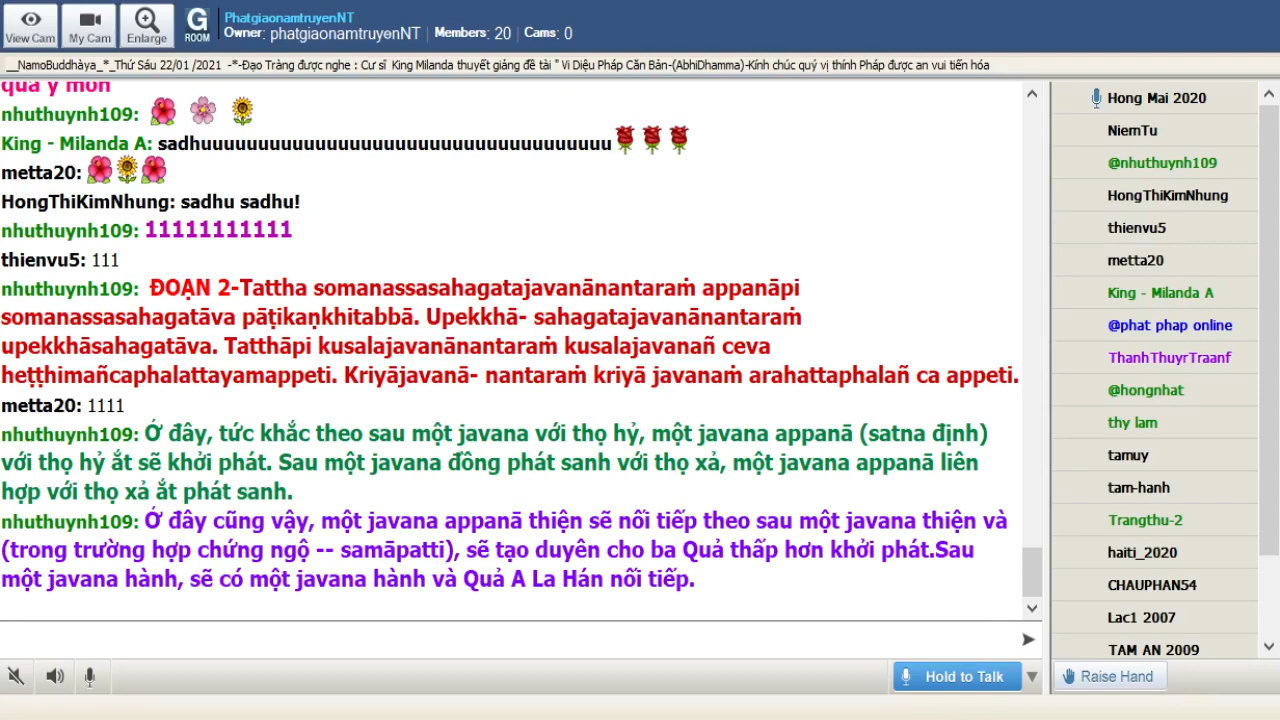 View Cam
My Cam
Enlarge
G
ROOM
PhatgiaonamtruyenNT
Owner: phatgiaonamtruyenNT | Members: 20 | Cams: 0
__NamoBuddhàya_*_Thứ Sáu 22/01 /2021 -*-Đạo Tràng được nghe : Cư sĩ King Milanda thuyết giảng đề tài " Vi Diệu Pháp Căn Bản-(AbhiDhamma)-Kính chúc quý vị thính Pháp được an vui tiến hóa
qua ý môn
nhuthuynh109:
King - Milanda A: sadhuuuuuuuuuuuuuuuuuuuuuuuuuuuuuuuuuuuu
metta20:
HongThiKimNhung: sadhu sadhu!
nhuthuynh109: 11111111111
thienvu5: 111
nhuthuynh109: ĐOẠN 2-Tattha somanassasahagatajavanānantaraṁ appanāpi
somanassasahagatāva pāṭikaṇkhitabbā. Upekkhā- sahagatajavanānantaraṁ
upekkhāsahagatāva. Tatthāpi kusalajavanānantaraṁ kusalajavanañ ceva
heṭṭhimañcaphalattayamappeti. Kriyājavanā- nantaraṁ kriyā javanaṁ arahattaphalañ ca appeti.
metta20: 1111
nhuthuynh109: Ở đây, tức khắc theo sau một javana với thọ hỷ, một javana appanā (satna định)
với thọ hỷ ắt sẽ khởi phát. Sau một javana đồng phát sanh với thọ xả, một javana appanā liên
hợp với thọ xả ắt phát sanh.
nhuthuynh109: Ở đây cũng vậy, một javana appanā thiện sẽ nối tiếp theo sau một javana thiện và
(trong trường hợp chứng ngộ -- samāpatti), sẽ tạo duyên cho ba Quả thấp hơn khởi phát.Sau
một javana hành, sẽ có một javana hành và Quả A La Hán nối tiếp.
Hold to Talk
Hong Mai 2020
NiemTu
@nhuthuynh109
HongThiKimNhung
thienvu5
metta20
King - Milanda A
@phat phap online
ThanhThuyrTraanf
@hongnhat
thy lam
tamuy
tam-hanh
Trangthu-2
haiti_2020
CHAUPHAN54
Lac1 2007
TAM AN 2009
Raise Hand